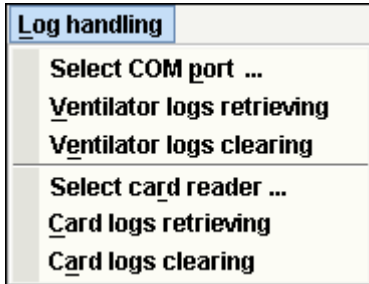 Log handling
Select COM port ...
Ventilator logs retrieving
Ventilator logs clearing
Select card reader ...
Card logs retrieving
Card logs clearing